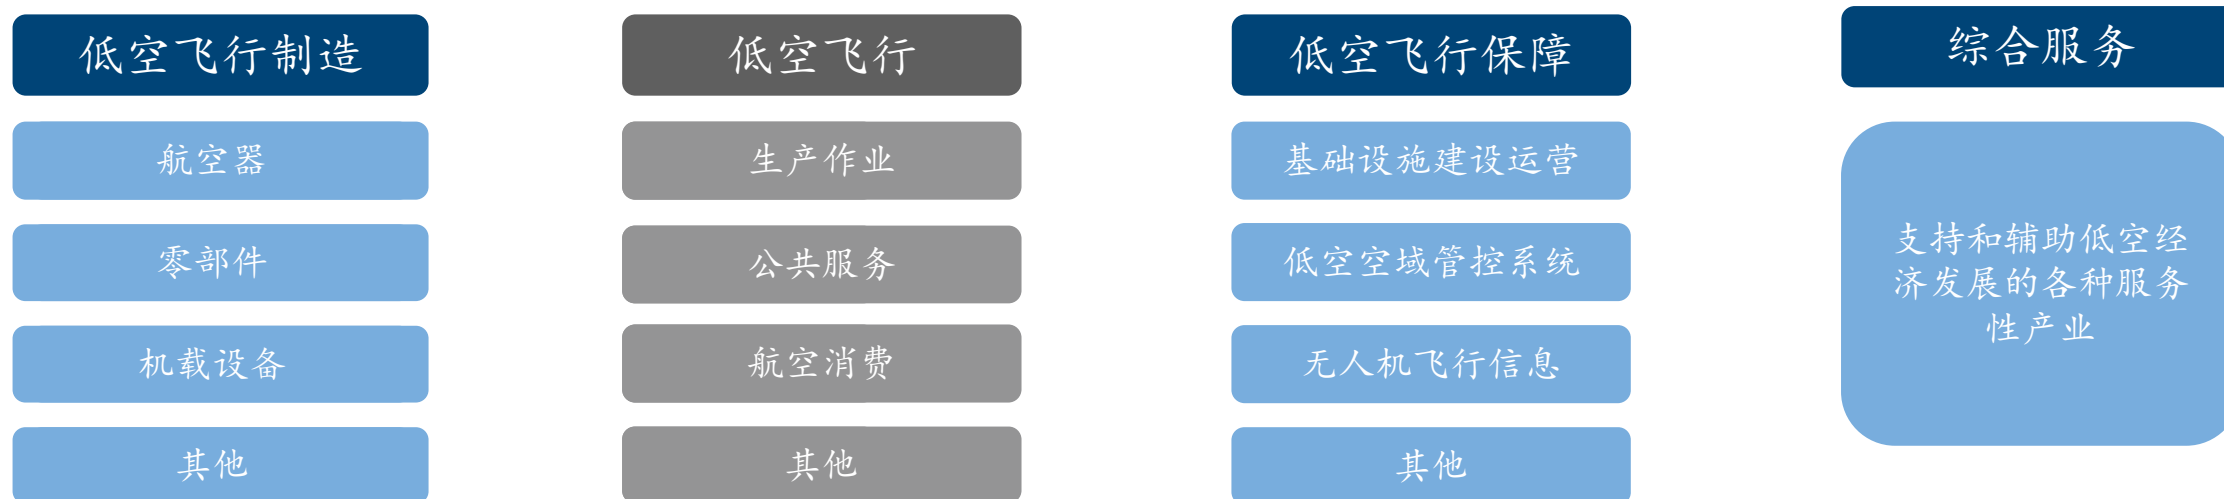 低空飞行制造
航空器
零部件
机载设备
其他
低空飞行
生产作业
公共服务
航空消费
其他
低空飞行保障
基础设施建设运营
低空空域管控系统
无人机飞行信息
其他
综合服务
支持和辅助低空经
济发展的各种服务
性产业